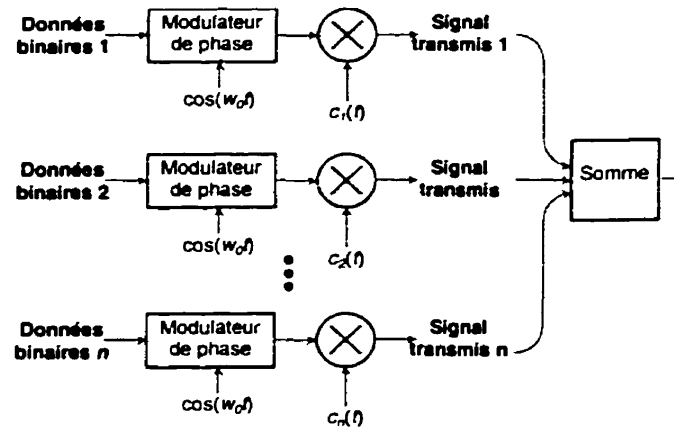 Données
binaires 1
Modulateur
de phase
Signal
transmis 1
cos(w₀t)
c₁(t)
Données
binaires 2
Modulateur
de phase
Signal
transmis
Somme
cos(w₀t)
c₂(t)
Données
binaires n
Modulateur
de phase
Signal
transmis n
cos(w₀t)
cₙ(t)